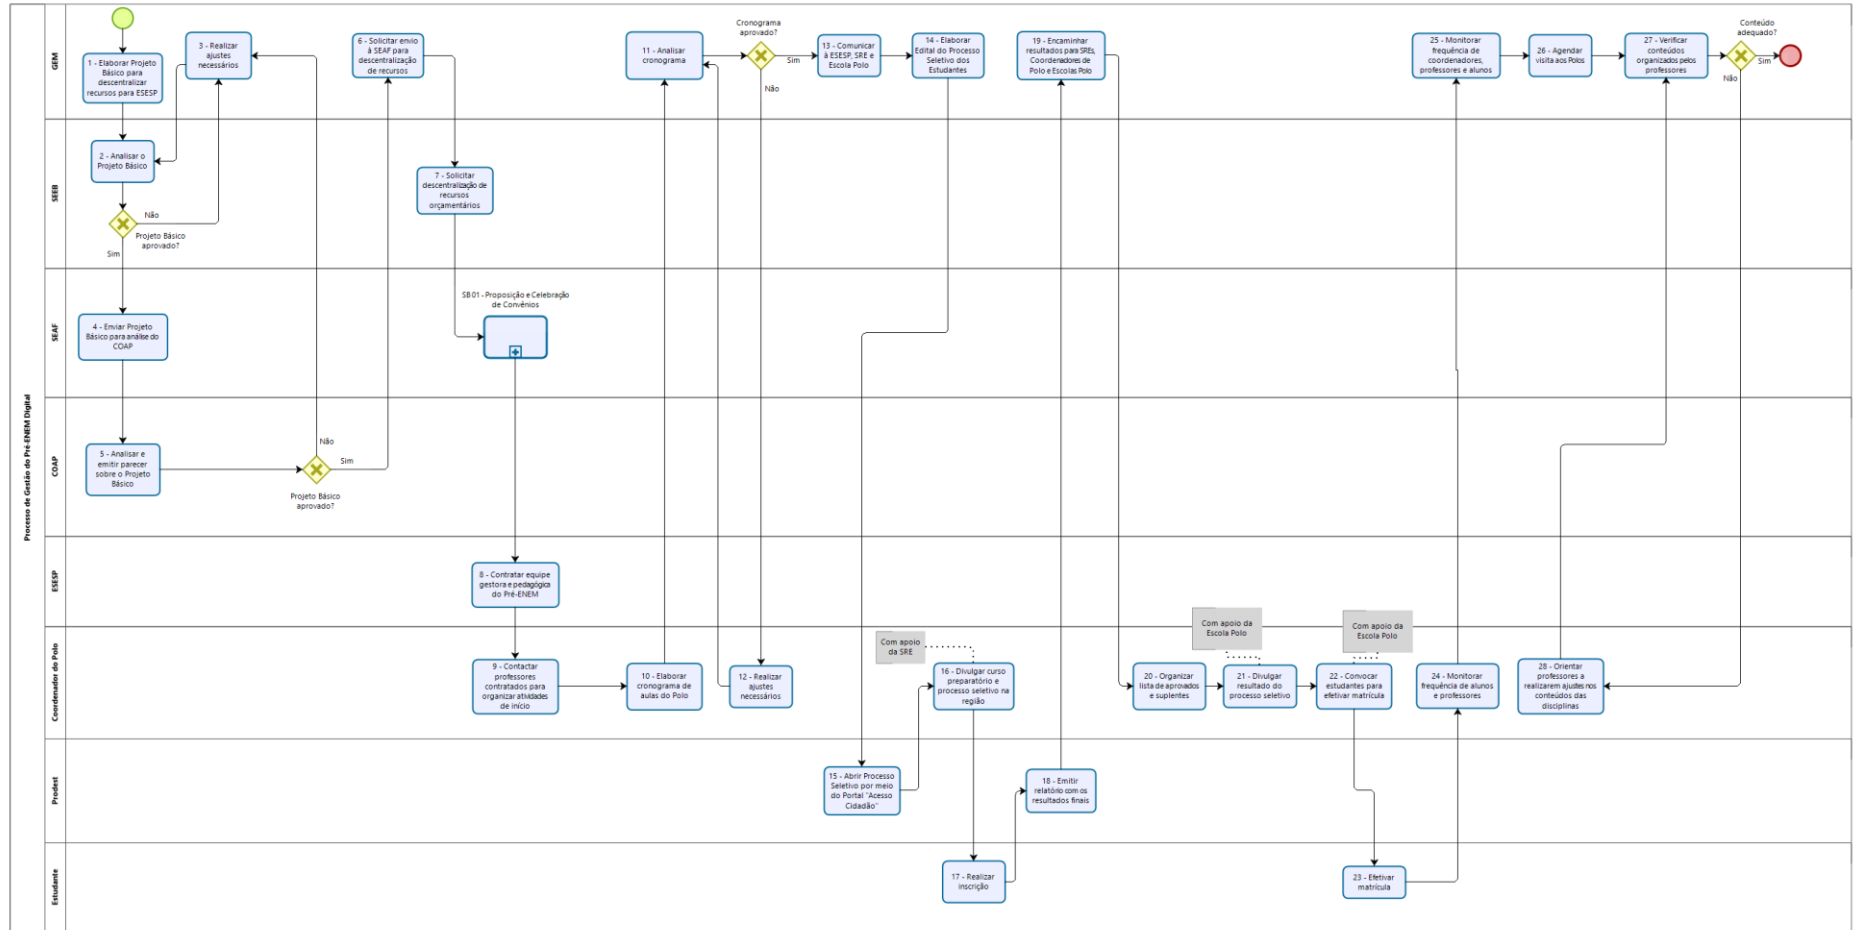 Processo de Gestão do Pré-ENEM Digital
GEM
1 - Elaborar Projeto
Básico para
descentralizar
recursos para ESESP
3 - Realizar
ajustes
necessários
6 - Solicitar envio
à SEAF para
descentralização
de recursos
11 - Analisar
cronograma
Cronograma
aprovado?
Sim
Não
13 - Comunicar
à ESESP, SRE e
Escola Polo
14 - Elaborar
Edital do Processo
Seletivo dos
Estudantes
19 - Encaminhar
resultados para SREs,
Coordenadores de
Polo e Escolas Polo
25 - Monitorar
frequência de
coordenadores,
professores e alunos
26 - Agendar
visita aos Polos
27 - Verificar
conteúdos
organizados pelos
professores
Conteúdo
adequado?
Sim
Não
SEEB
2 - Analisar o
Projeto Básico
Não
Projeto Básico
aprovado?
Sim
7 - Solicitar
descentralização de
recursos
orçamentários
SEAF
4 - Enviar Projeto
Básico para análise do
COAP
SB 01 - Proposição e Celebração
de Convênios
COAP
5 - Analisar e
emitir parecer
sobre o Projeto
Básico
Não
Sim
Projeto Básico
aprovado?
ESESP
8 - Contratar equipe
gestora e pedagógica
do Pré-ENEM
Coordenador do Polo
9 - Contactar
professores
contratados para
organizar atividades
de início
10 - Elaborar
cronograma de
aulas do Polo
12 - Realizar
ajustes
necessários
Com apoio
da SRE
16 - Divulgar curso
preparatório e
processo seletivo na
região
20 - Organizar
lista de aprovados
e suplentes
Com apoio da
Escola Polo
21 - Divulgar
resultado do
processo seletivo
Com apoio da
Escola Polo
22 - Convocar
estudantes para
efetivar matrícula
24 - Monitorar
frequência de alunos
e professores
28 - Orientar
professores a
realizarem ajustes nos
conteúdos das
disciplinas
Prodest
15 - Abrir Processo
Seletivo por meio
do Portal "Acesso
Cidadão"
18 - Emitir
relatório com os
resultados finais
Estudante
17 - Realizar
inscrição
23 - Efetivar
matrícula